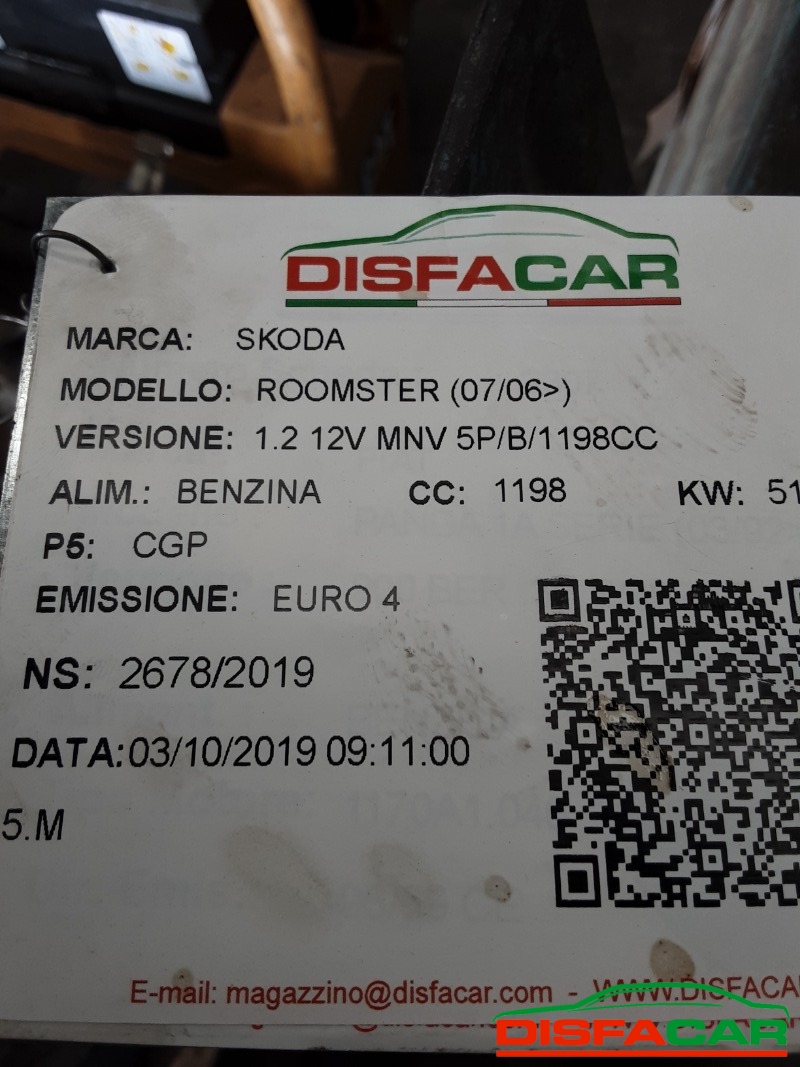 DISFACAR
MARCA: SKODA
MODELLO: ROOMSTER (07/06>)
VERSIONE: 1.2 12V MNV 5P/B/1198CC
ALIM.: BENZINA CC: 1198 KW: 51
P5: CGP
EMISSIONE: EURO 4
NS: 2678/2019
DATA:03/10/2019 09:11:00
5.M
E-mail: magazzino@disfacar.com - WWW.DISFACAR
DISFACAR